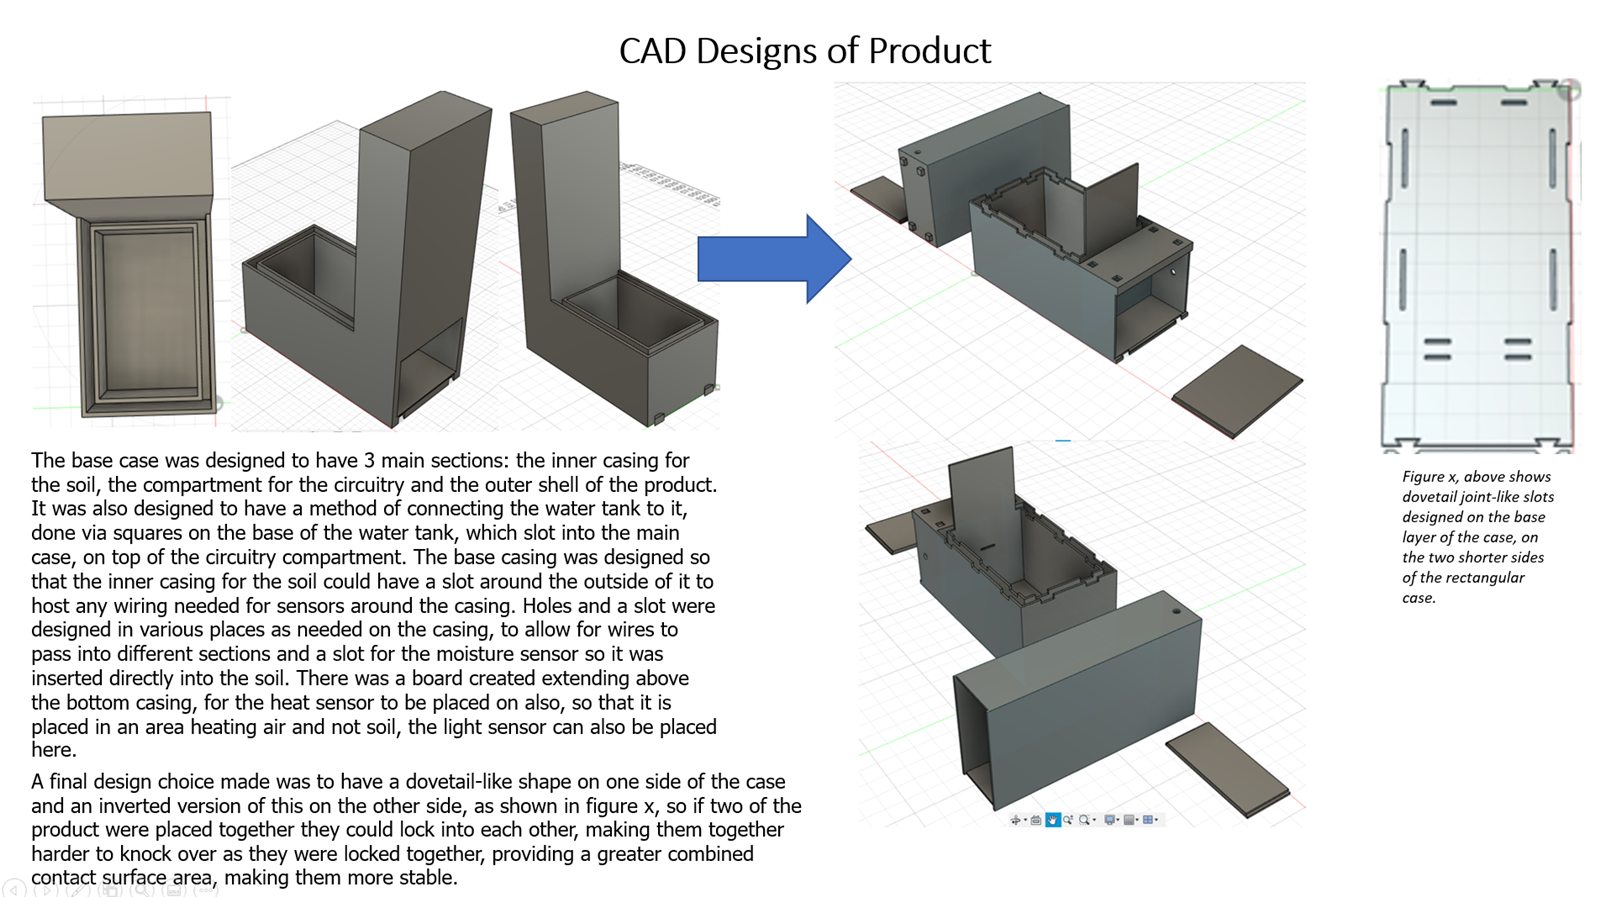 CAD Designs of Product
The base case was designed to have 3 main sections: the inner casing for
the soil, the compartment for the circuitry and the outer shell of the product.
It was also designed to have a method of connecting the water tank to it,
done via squares on the base of the water tank, which slot into the main
case, on top of the circuitry compartment. The base casing was designed so
that the inner casing for the soil could have a slot around the outside of it to
host any wiring needed for sensors around the casing. Holes and a slot were
designed in various places as needed on the casing, to allow for wires to
pass into different sections and a slot for the moisture sensor so it was
inserted directly into the soil. There was a board created extending above
the bottom casing, for the heat sensor to be placed on also, so that it is
placed in an area heating air and not soil, the light sensor can also be placed
here.
A final design choice made was to have a dovetail-like shape on one side of the case
and an inverted version of this on the other side, as shown in figure x, so if two of the
product were placed together they could lock into each other, making them together
harder to knock over as they were locked together, providing a greater combined
contact surface area, making them more stable.
Figure x, above shows
dovetail joint-like slots
designed on the base
layer of the case, on
the two shorter sides
of the rectangular
case.